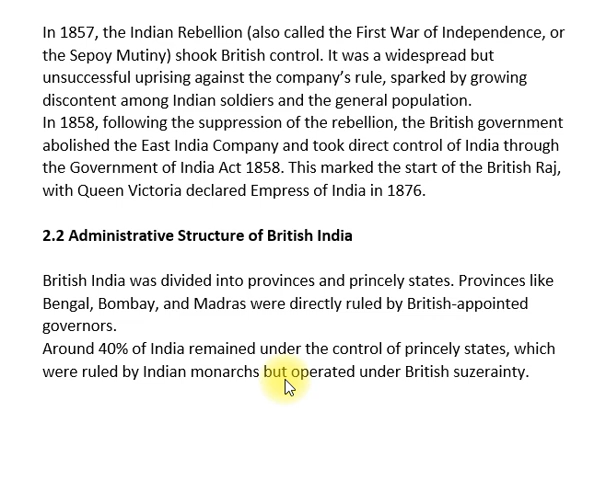 In 1857, the Indian Rebellion (also called the First War of Independence, or
the Sepoy Mutiny) shook British control. It was a widespread but
unsuccessful uprising against the company’s rule, sparked by growing
discontent among Indian soldiers and the general population.
In 1858, following the suppression of the rebellion, the British government
abolished the East India Company and took direct control of India through
the Government of India Act 1858. This marked the start of the British Raj,
with Queen Victoria declared Empress of India in 1876.
2.2 Administrative Structure of British India
British India was divided into provinces and princely states. Provinces like
Bengal, Bombay, and Madras were directly ruled by British-appointed
governors.
Around 40% of India remained under the control of princely states, which
were ruled by Indian monarchs but operated under British suzerainty.